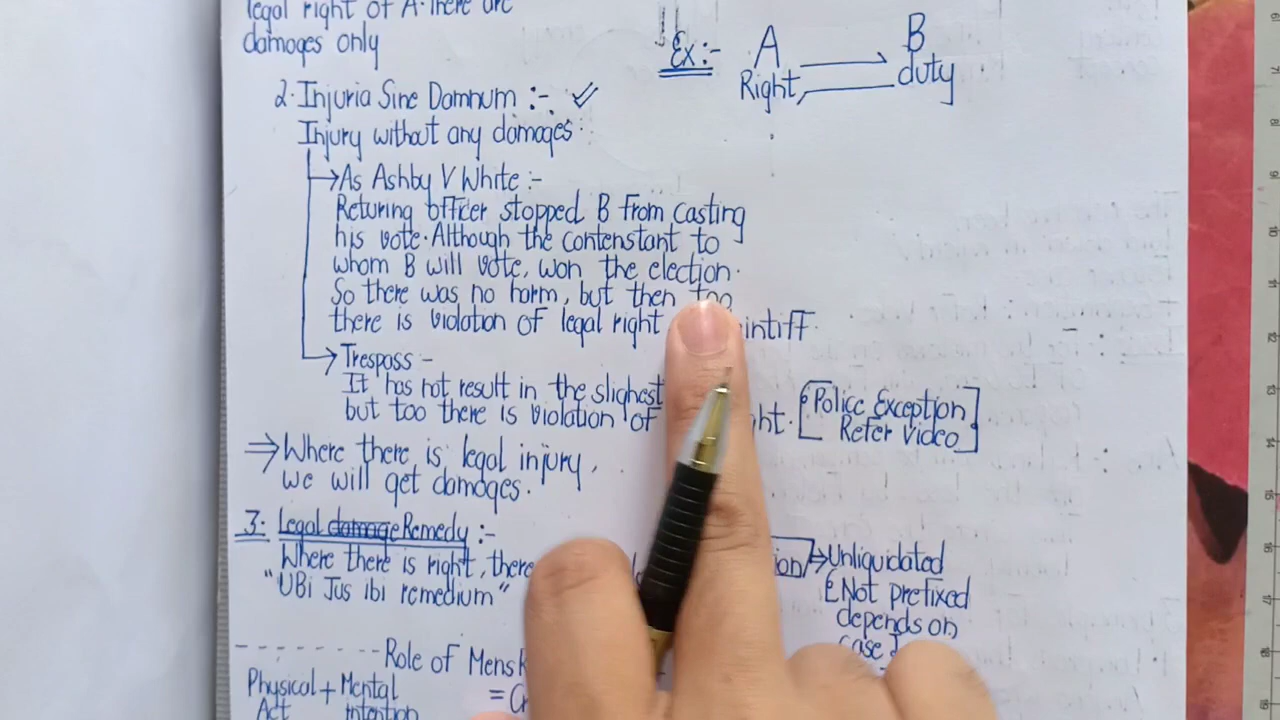 legal right of A. There are
damages only
Ex:- A Right B duty
2. Injuria Sine Damnum :- ✓
Injury without any damages.
As Ashby V White :-
Returing officer stopped B from casting
his vote. Although the contenstant to
whom B will vote, won the election.
So there was no harm, but then too
there is violation of legal right intiff.
Trespass :-
It has not result in the slighest
but too there is violation of ht. [Police Exception
Refer Video]
⇒ Where there is legal injury,
we will get damages.
3. Legal damage Remedy :-
Where there is right, there ion → Unliquidated
"UBi Jus ibi remedium" [Not prefixed
depends on
case]
Role of Mens R
Physical + Mental =
Act Intention